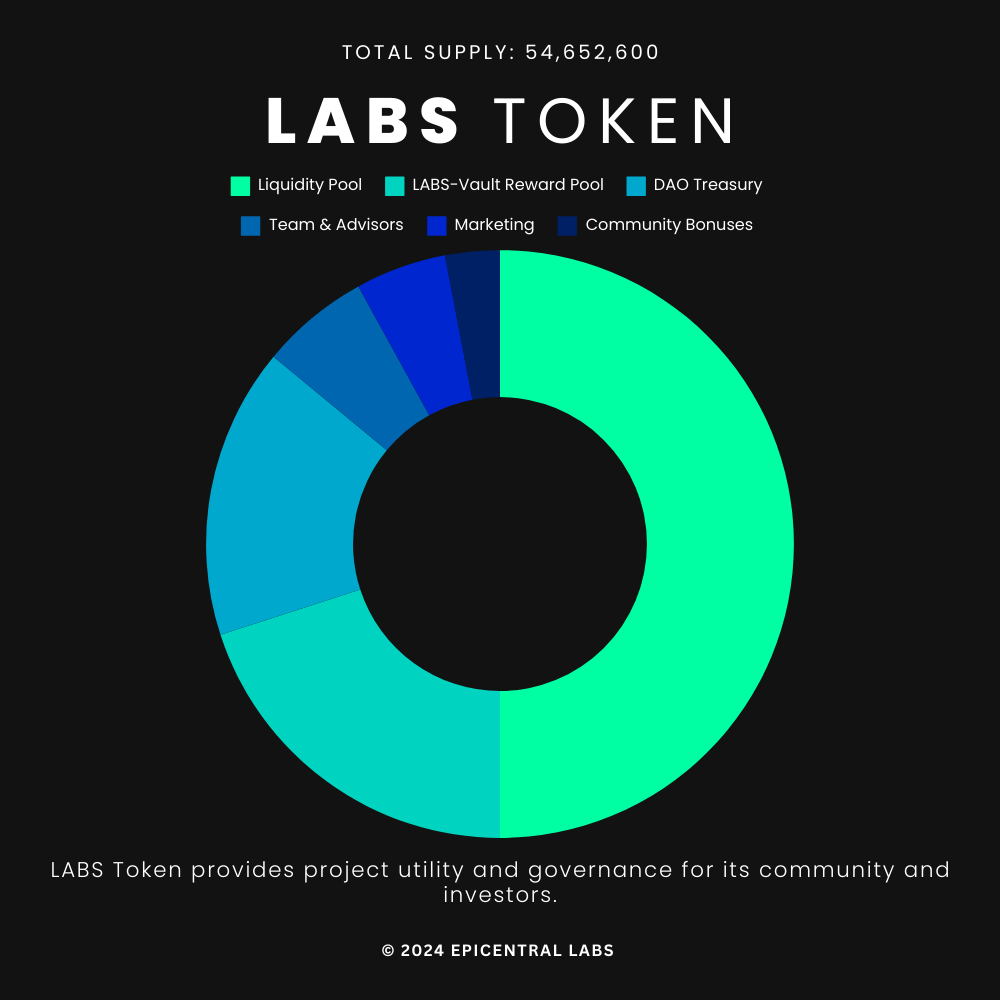 TOTAL SUPPLY: 54,652,600
LABS TOKEN
Liquidity Pool LABS-Vault Reward Pool DAO Treasury
Team & Advisors Marketing Community Bonuses
LABS Token provides project utility and governance for its community and
investors.
© 2024 EPICENTRAL LABS